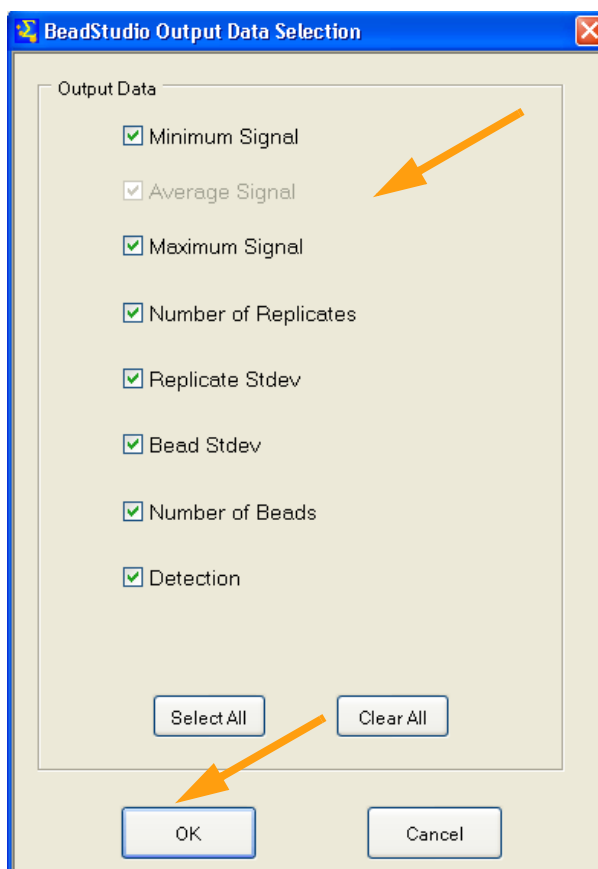 BeadStudio Output Data Selection
Output Data
Minimum Signal
Average Signal
Maximum Signal
Number of Replicates
Replicate Stdev
Bead Stdev
Number of Beads
Detection
Select All Clear All
OK Cancel